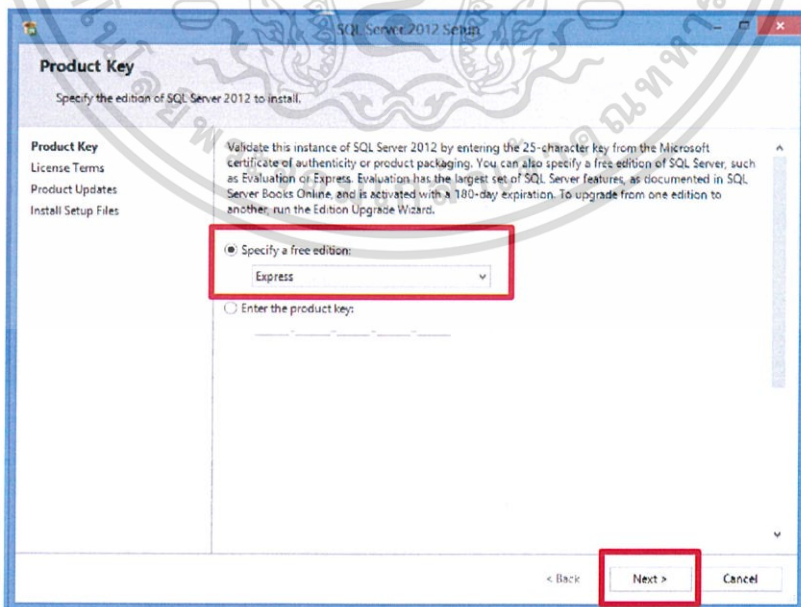 SQL Server 2012 Setup
Product Key
Specify the edition of SQL Server 2012 to install.
Product Key
License Terms
Product Updates
Install Setup Files
Validate this instance of SQL Server 2012 by entering the 25-character key from the Microsoft
certificate of authenticity or product packaging. You can also specify a free edition of SQL Server, such
as Evaluation or Express. Evaluation has the largest set of SQL Server features, as documented in SQL
Server Books Online, and is activated with a 180-day expiration. To upgrade from one edition to
another, run the Edition Upgrade Wizard.
Specify a free edition:
Express
Enter the product key:
< Back
Next >
Cancel